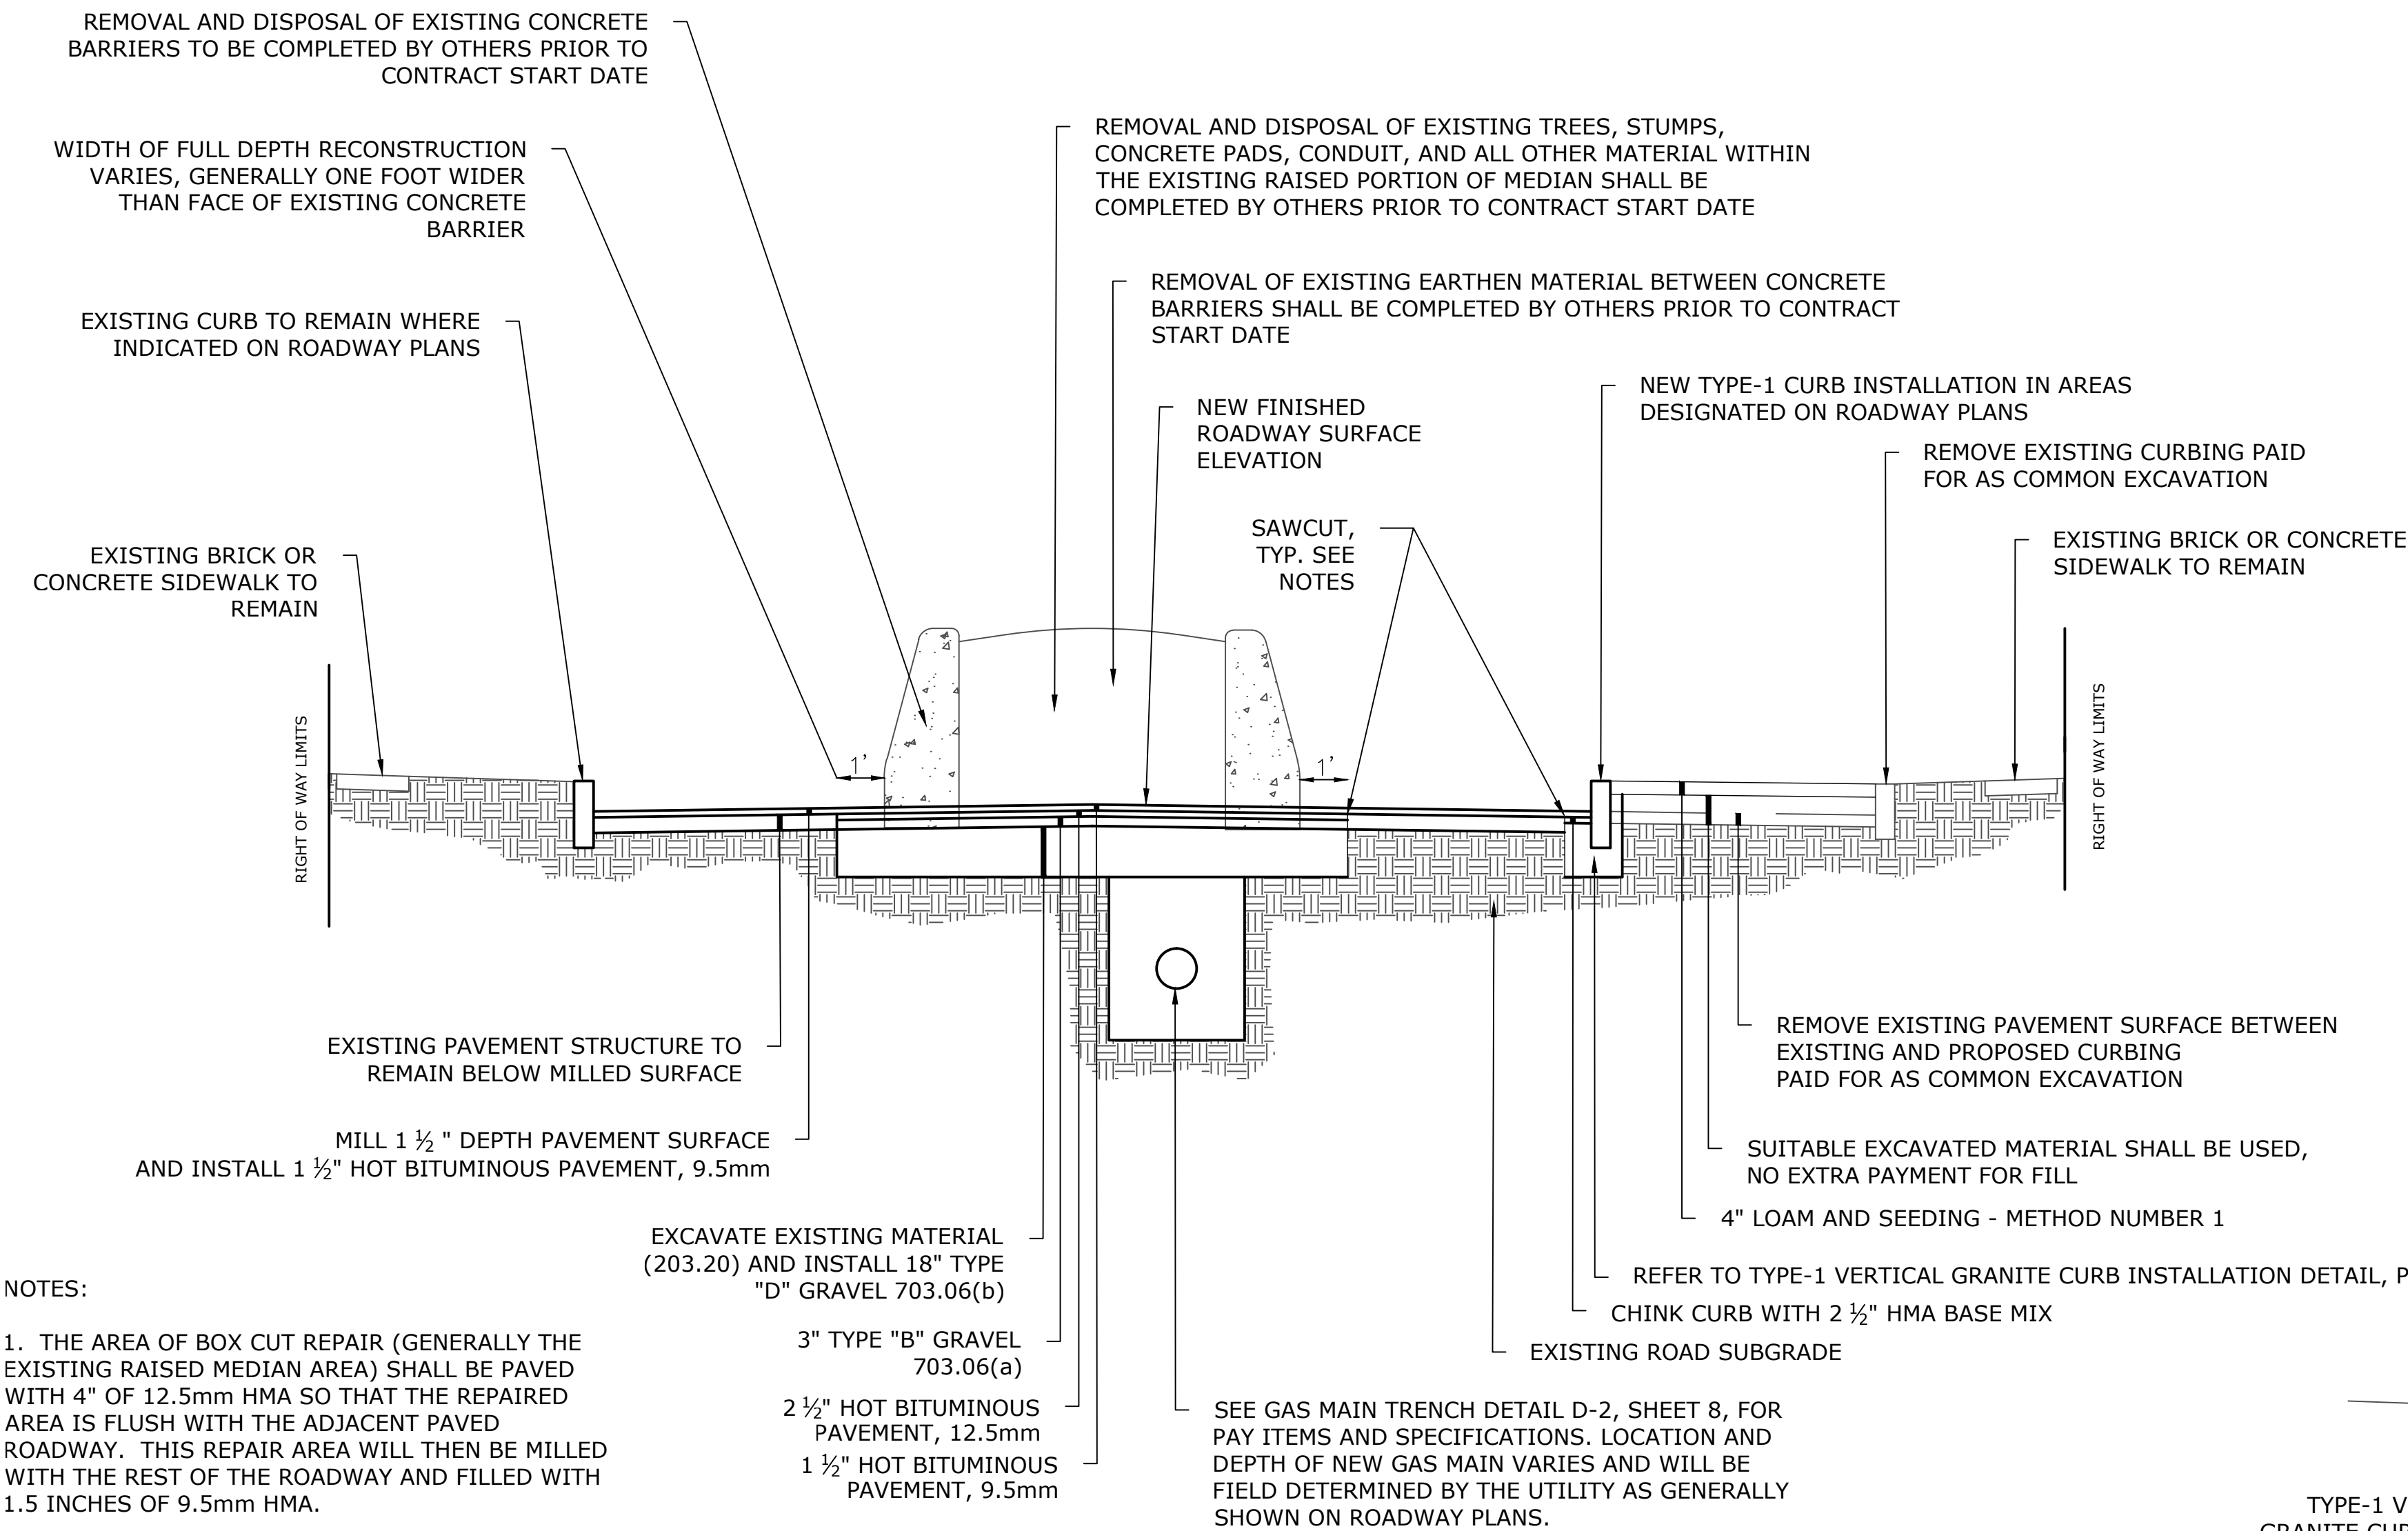 REMOVAL AND DISPOSAL OF EXISTING CONCRETE
BARRIERS TO BE COMPLETED BY OTHERS PRIOR TO
CONTRACT START DATE
WIDTH OF FULL DEPTH RECONSTRUCTION
VARIES, GENERALLY ONE FOOT WIDER
THAN FACE OF EXISTING CONCRETE
BARRIER
REMOVAL AND DISPOSAL OF EXISTING TREES, STUMPS,
CONCRETE PADS, CONDUIT, AND ALL OTHER MATERIAL WITHIN
THE EXISTING RAISED PORTION OF MEDIAN SHALL BE
COMPLETED BY OTHERS PRIOR TO CONTRACT START DATE
REMOVAL OF EXISTING EARTHEN MATERIAL BETWEEN CONCRETE
BARRIERS SHALL BE COMPLETED BY OTHERS PRIOR TO CONTRACT
START DATE
EXISTING CURB TO REMAIN WHERE
INDICATED ON ROADWAY PLANS
NEW FINISHED
ROADWAY SURFACE
ELEVATION
NEW TYPE-1 CURB INSTALLATION IN AREAS
DESIGNATED ON ROADWAY PLANS
REMOVE EXISTING CURBING PAID
FOR AS COMMON EXCAVATION
SAWCUT,
TYP. SEE
NOTES
EXISTING BRICK OR
CONCRETE SIDEWALK TO
REMAIN
EXISTING BRICK OR CONCRETE
SIDEWALK TO REMAIN
RIGHT OF WAY LIMITS
1'
1'
RIGHT OF WAY LIMITS
EXISTING PAVEMENT STRUCTURE TO
REMAIN BELOW MILLED SURFACE
REMOVE EXISTING PAVEMENT SURFACE BETWEEN
EXISTING AND PROPOSED CURBING
PAID FOR AS COMMON EXCAVATION
MILL 1 ½ " DEPTH PAVEMENT SURFACE
AND INSTALL 1 ½" HOT BITUMINOUS PAVEMENT, 9.5mm
SUITABLE EXCAVATED MATERIAL SHALL BE USED,
NO EXTRA PAYMENT FOR FILL
4" LOAM AND SEEDING - METHOD NUMBER 1
EXCAVATE EXISTING MATERIAL
(203.20) AND INSTALL 18" TYPE
"D" GRAVEL 703.06(b)
REFER TO TYPE-1 VERTICAL GRANITE CURB INSTALLATION DETAIL, P
CHINK CURB WITH 2 ½" HMA BASE MIX
3" TYPE "B" GRAVEL
703.06(a)
EXISTING ROAD SUBGRADE
2 ½" HOT BITUMINOUS
PAVEMENT, 12.5mm
1 ½" HOT BITUMINOUS
PAVEMENT, 9.5mm
SEE GAS MAIN TRENCH DETAIL D-2, SHEET 8, FOR
PAY ITEMS AND SPECIFICATIONS. LOCATION AND
DEPTH OF NEW GAS MAIN VARIES AND WILL BE
FIELD DETERMINED BY THE UTILITY AS GENERALLY
SHOWN ON ROADWAY PLANS.
NOTES:
1. THE AREA OF BOX CUT REPAIR (GENERALLY THE
EXISTING RAISED MEDIAN AREA) SHALL BE PAVED
WITH 4" OF 12.5mm HMA SO THAT THE REPAIRED
AREA IS FLUSH WITH THE ADJACENT PAVED
ROADWAY. THIS REPAIR AREA WILL THEN BE MILLED
WITH THE REST OF THE ROADWAY AND FILLED WITH
1.5 INCHES OF 9.5mm HMA.
TYPE-1 V
GRANITE CUR